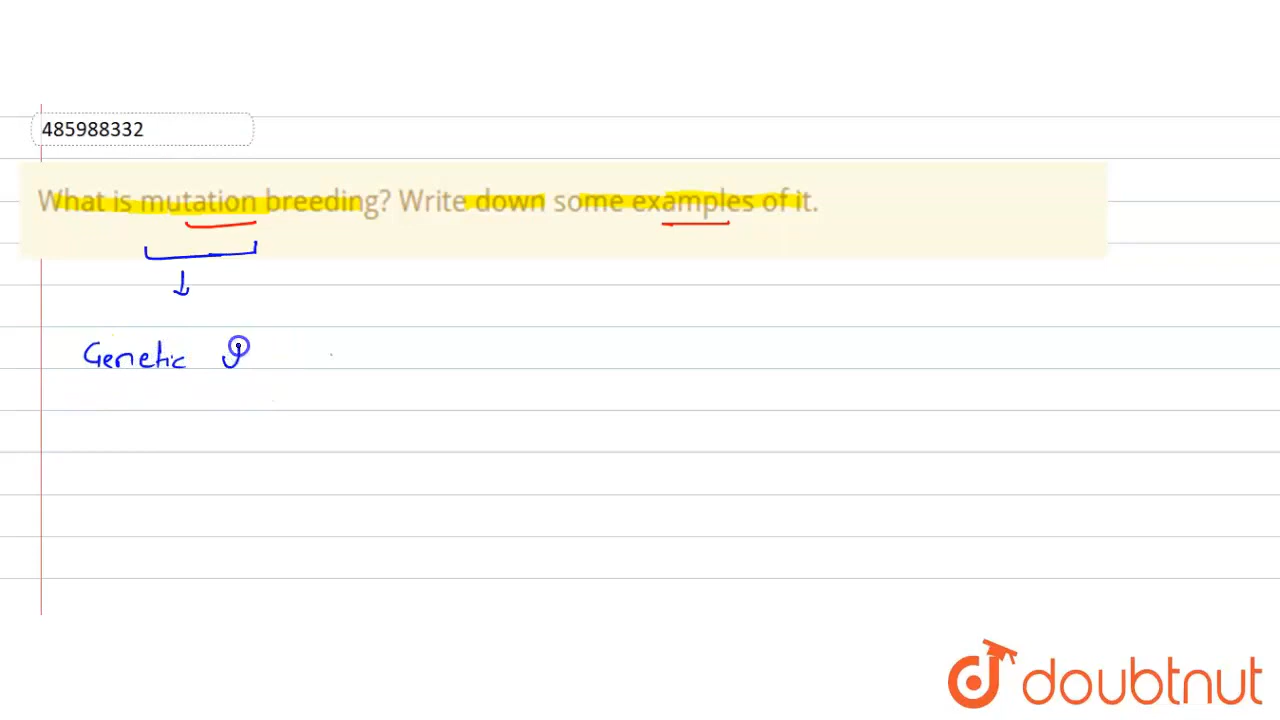 485988332
What is mutation breeding? Write down some examples of it.
Genetic
doubtnut